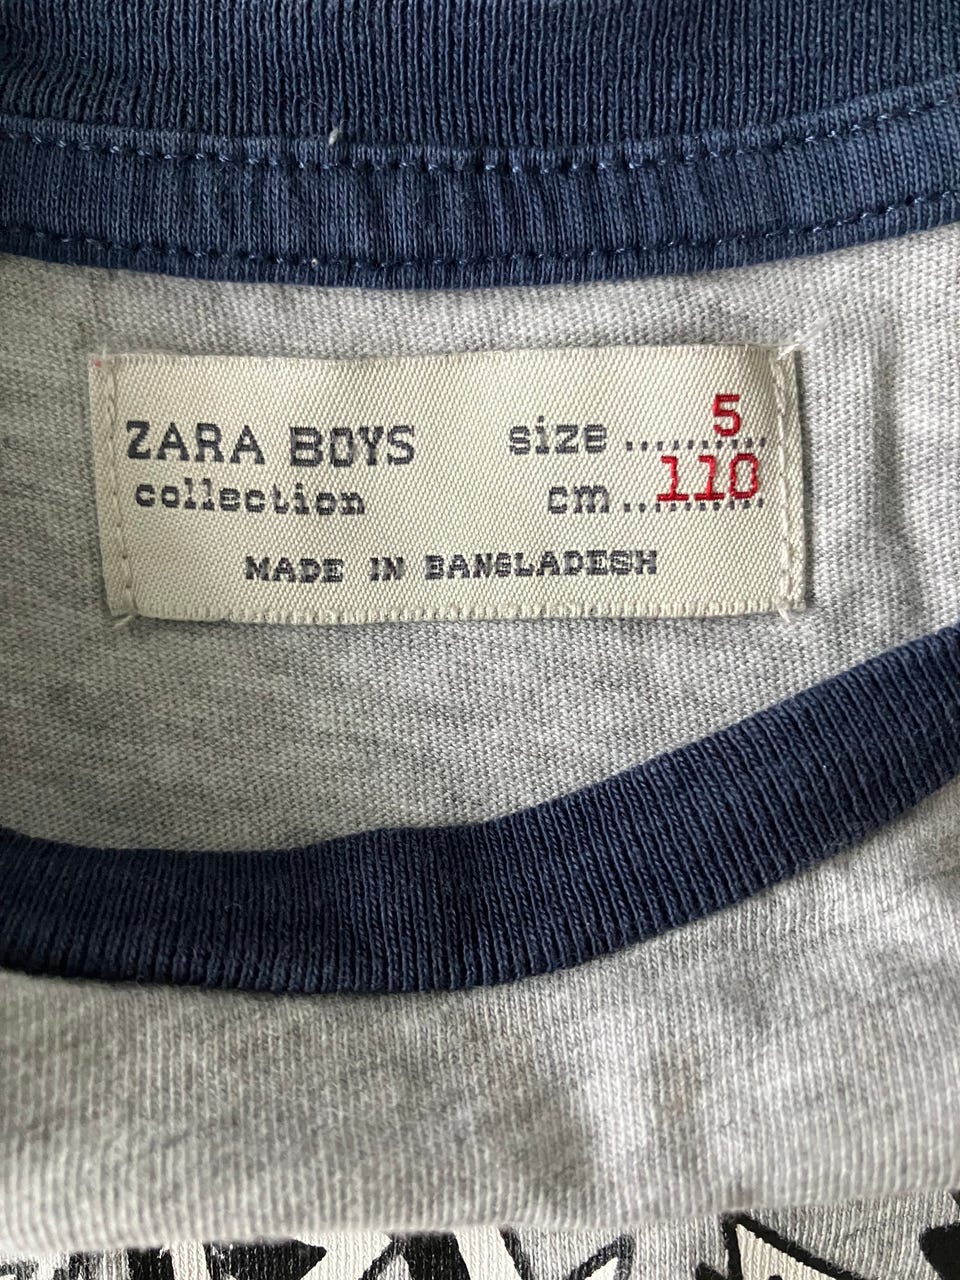 ZARA BOYS size ..... 5 .....
collection cm ..... 110 .....
MADE IN BANGLADESH